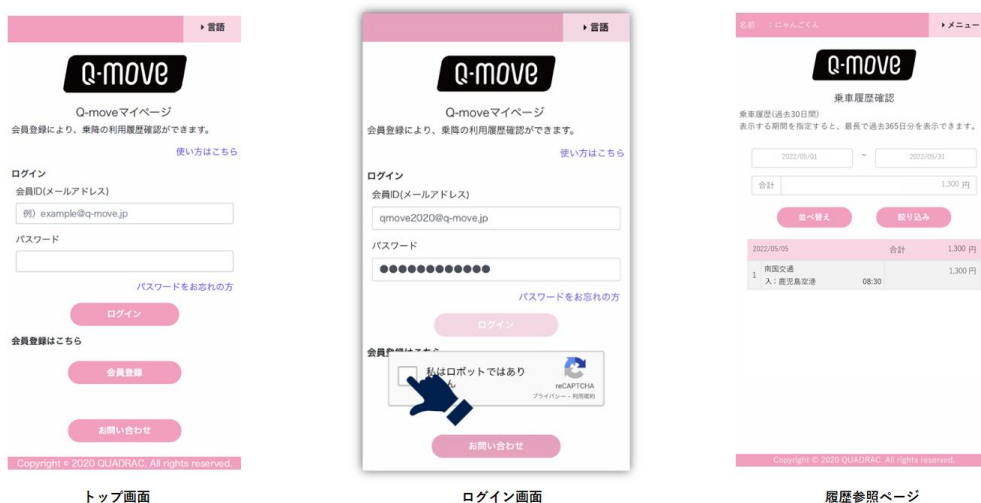 ▸言語
Q-move
Q-moveマイページ
会員登録により、乗降の利用履歴確認ができます。
使い方はこちら
ログイン
会員ID(メールアドレス)
例）example@q-move.jp
パスワード
パスワードをお忘れの方
ログイン
会員登録はこちら
会員登録
お問い合わせ
Copyright © 2020 QUADRAC. All rights reserved.
トップ画面
▸言語
Q-move
Q-moveマイページ
会員登録により、乗降の利用履歴確認ができます。
使い方はこちら
ログイン
会員ID(メールアドレス)
qmove2020@q-move.jp
パスワード
●●●●●●●●●●●●
パスワードをお忘れの方
ログイン
会員登録はこちら
私はロボットではあり
ん
reCAPTCHA
プライバシー - 利用規約
お問い合わせ
ログイン画面
名前 ：にゃんごくん
▸メニュー
Q-move
乗車履歴確認
乗車履歴(過去30日間)
表示する期間を指定すると、最長で過去365日分を表示できます。
2022/05/01 ~ 2022/05/31
合計 1,300 円
並べ替え 絞り込み
2022/05/05 合計 1,300 円
1 南国交通 1,300 円
入：鹿児島空港 08:30
Copyright © 2020 QUADRAC. All rights reserved.
履歴参照ページ